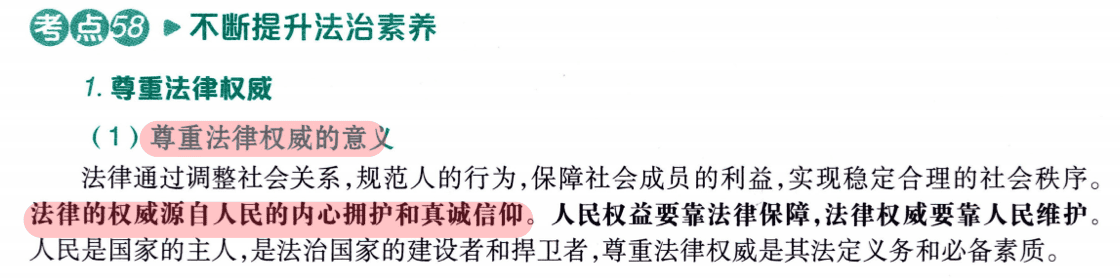 考点58 ▶ 不断提升法治素养
1. 尊重法律权威
（1）尊重法律权威的意义
法律通过调整社会关系，规范人的行为，保障社会成员的利益，实现稳定合理的社会秩序。
法律的权威源自人民的内心拥护和真诚信仰。人民权益要靠法律保障，法律权威要靠人民维护。
人民是国家的主人，是法治国家的建设者和捍卫者，尊重法律权威是其法定义务和必备素质。